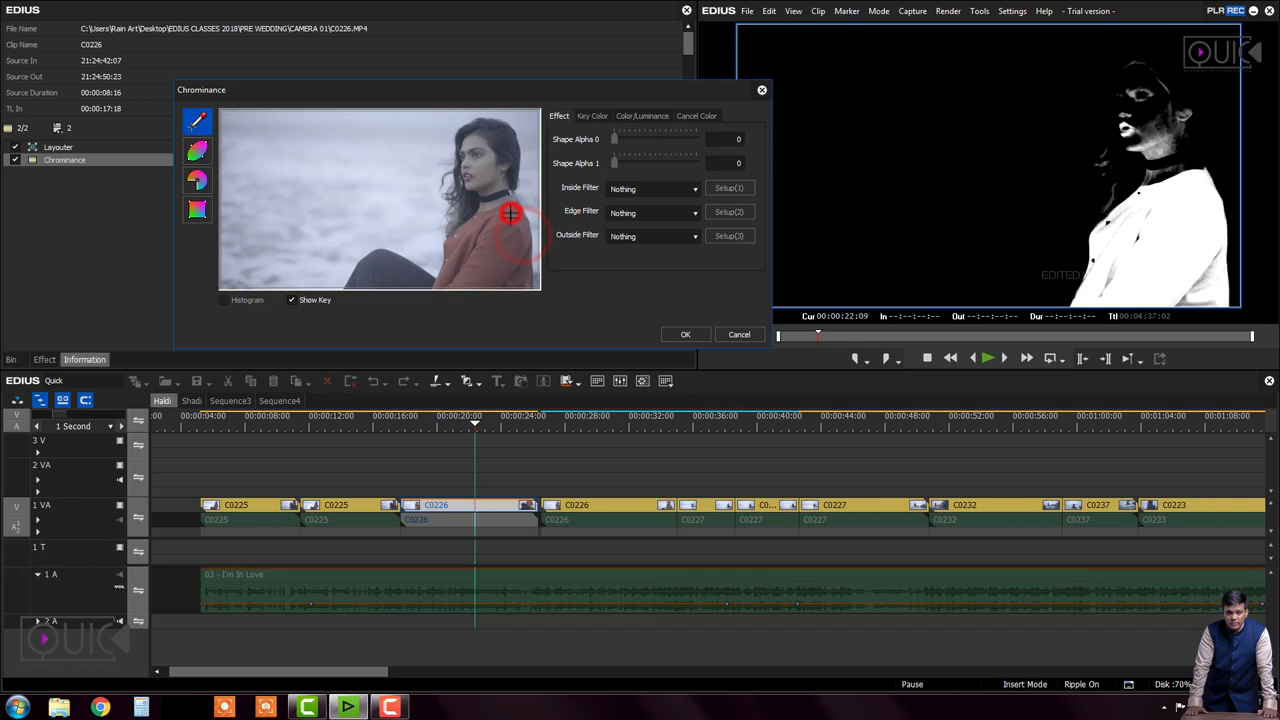 EDIUS
EDIUS File Edit View Clip Marker Mode Capture Render Tools Settings Help - Trial version - PLR REC
File Name C:\Users\Rain Art\Desktop\EDIUS CLASSES 2018\PRE WEDDING\CAMERA 01\C0226.MP4
Clip Name C0226
Source In 21:24:42:07
Source Out 21:24:50:23
Source Duration 00:00:08:16
TL In 00:00:17:18
2/2 2
Layouter
Chrominance
QUICK
Chrominance
Effect Key Color Color/Luminance Cancel Color
Shape Alpha 0 0
Shape Alpha 1 0
Inside Filter Nothing Setup(1)
Edge Filter Nothing Setup(2)
Outside Filter Nothing Setup(3)
Histogram Show Key
OK Cancel
EDITED
Cur 00:00:22:09 In --:--:--:-- Out --:--:--:-- Dur --:--:--:-- Ttl 00:04:37:02
Bin Effect Information
EDIUS Quick
Haldi Shadi Sequence3 Sequence4
V
A
1 Second
:00 00:00:04:00 00:00:08:00 00:00:12:00 00:00:16:00 00:00:20:00 00:00:24:00 00:00:28:00 00:00:32:00 00:00:36:00 00:00:40:00 00:00:44:00 00:00:48:00 00:00:52:00 00:00:56:00 00:01:00:00 00:01:04:00 00:01:08:00
3 V
2 VA
V 1 VA C0225 C0225 C0226 C0226 C0227 C0... C0227 C0232 C0237 C0223
C0225 C0225 C0226 C0226 C0227 C0227 C0227 C0232 C0237 C0223
1 T
1 A 03 - I'm In Love
2 A
QUICK
Pause Insert Mode Ripple On Disk :70%